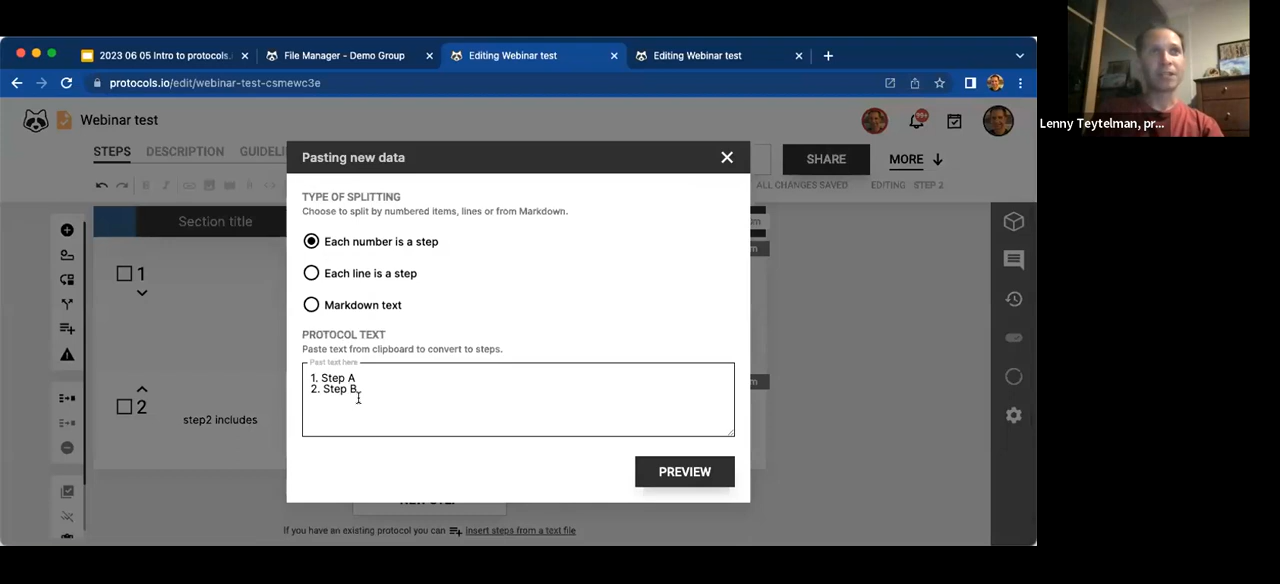 2023 06 05 Intro to protocols.
File Manager - Demo Group
Editing Webinar test
Editing Webinar test
protocols.io/edit/webinar-test-csmewc3e
Lenny Teytelman, pr...
Webinar test
99+
STEPS
DESCRIPTION
GUIDELI
Pasting new data
SHARE
MORE
ALL CHANGES SAVED
EDITING
STEP 2
TYPE OF SPLITTING
Choose to split by numbered items, lines or from Markdown.
Section title
Each number is a step
1
Each line is a step
Markdown text
PROTOCOL TEXT
Paste text from clipboard to convert to steps.
Past text here
1. Step A
2. Step B
2
step2 includes
PREVIEW
If you have an existing protocol you can
insert steps from a text file